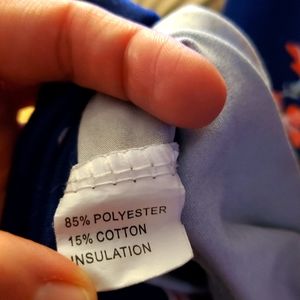 85% POLYESTER
15% COTTON
INSULATION